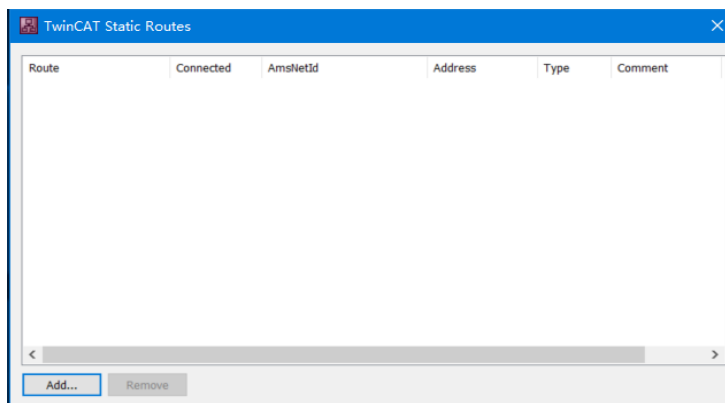 TwinCAT Static Routes
Route Connected AmsNetId Address Type Comment
Add... Remove